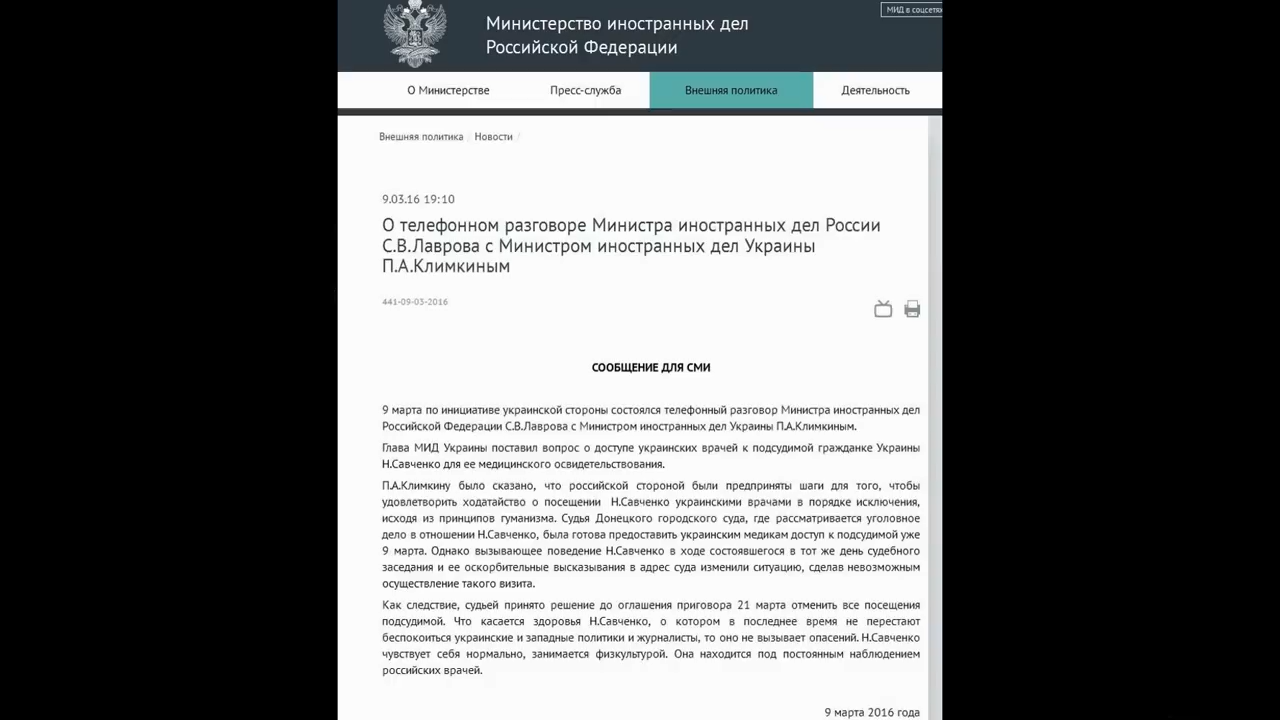 Министерство иностранных дел
Российской Федерации
МИД в соцсетях
О Министерстве
Пресс-служба
Внешняя политика
Деятельность
Внешняя политика / Новости /
9.03.16 19:10
О телефонном разговоре Министра иностранных дел России
С.В.Лаврова с Министром иностранных дел Украины
П.А.Климкиным
441-09-03-2016
СООБЩЕНИЕ ДЛЯ СМИ
9 марта по инициативе украинской стороны состоялся телефонный разговор Министра иностранных дел
Российской Федерации С.В.Лаврова с Министром иностранных дел Украины П.А.Климкиным.
Глава МИД Украины поставил вопрос о доступе украинских врачей к подсудимой гражданке Украины
Н.Савченко для ее медицинского освидетельствования.
П.А.Климкину было сказано, что российской стороной были предприняты шаги для того, чтобы
удовлетворить ходатайство о посещении Н.Савченко украинскими врачами в порядке исключения,
исходя из принципов гуманизма. Судья Донецкого городского суда, где рассматривается уголовное
дело в отношении Н.Савченко, была готова предоставить украинским медикам доступ к подсудимой уже
9 марта. Однако вызывающее поведение Н.Савченко в ходе состоявшегося в тот же день судебного
заседания и ее оскорбительные высказывания в адрес суда изменили ситуацию, сделав невозможным
осуществление такого визита.
Как следствие, судьей принято решение до оглашения приговора 21 марта отменить все посещения
подсудимой. Что касается здоровья Н.Савченко, о котором в последнее время не перестают
беспокоиться украинские и западные политики и журналисты, то оно не вызывает опасений. Н.Савченко
чувствует себя нормально, занимается физкультурой. Она находится под постоянным наблюдением
российских врачей.
9 марта 2016 года